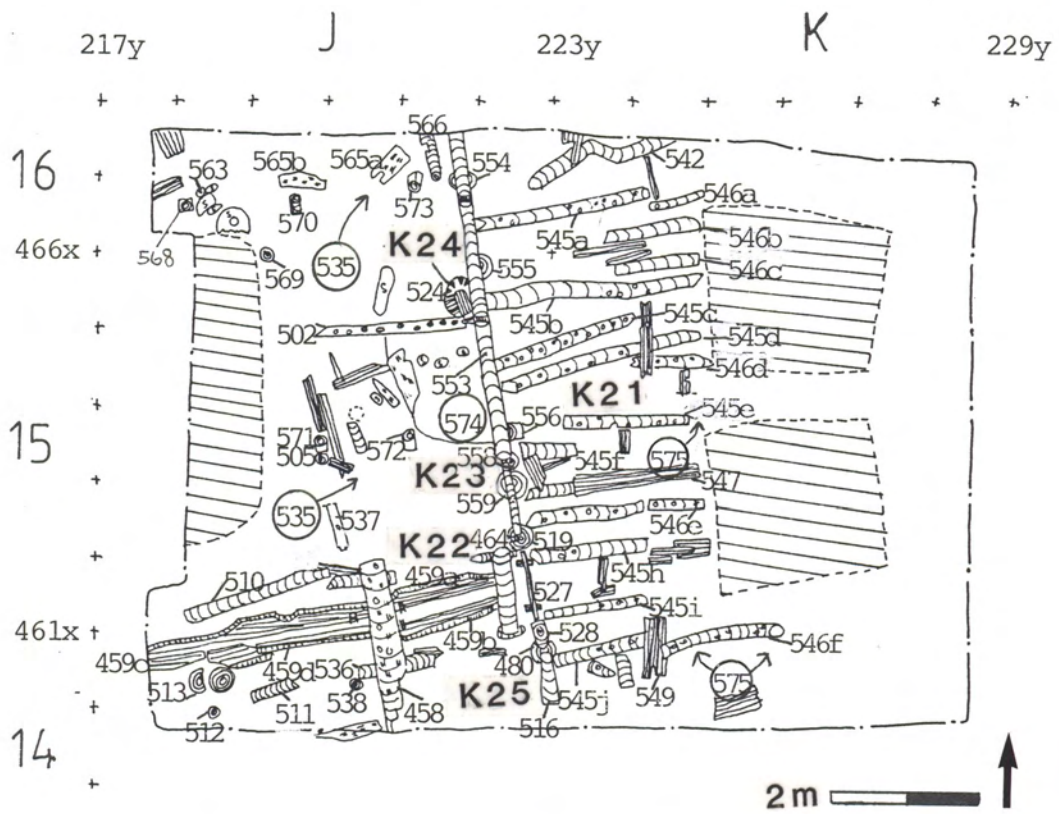 217y J 223y K 229y
16
566
563 565b 565a 554 542
570 573 546a
568 K24 545a 546b
466x
569 535 555 546c
524
502 545b 545c
553 545d
546d
K21
574 556 545e
15
571 572 558 545f 575
505 K23 547
559
535 537 546e
K22 464 519
510 459a 527 545h
545i
461x
459b 528 546f
459c 459d 536 480
513 538 K25 545j 549 575
511 458
512 516
14
2m